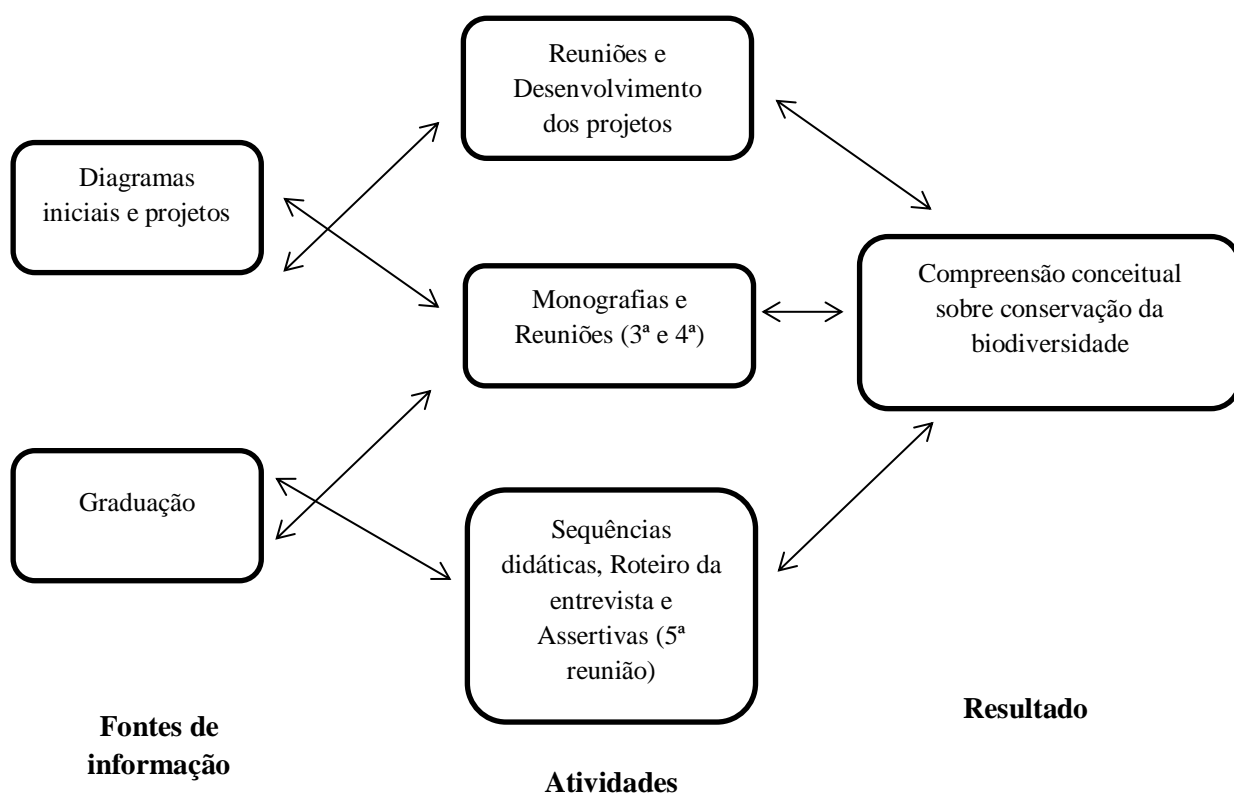 Diagramas
iniciais e projetos
Graduação
Fontes de
informação
Reuniões e
Desenvolvimento
dos projetos
Monografias e
Reuniões (3ª e 4ª)
Sequências
didáticas, Roteiro da
entrevista e
Assertivas (5ª
reunião)
Atividades
Compreensão conceitual
sobre conservação da
biodiversidade
Resultado